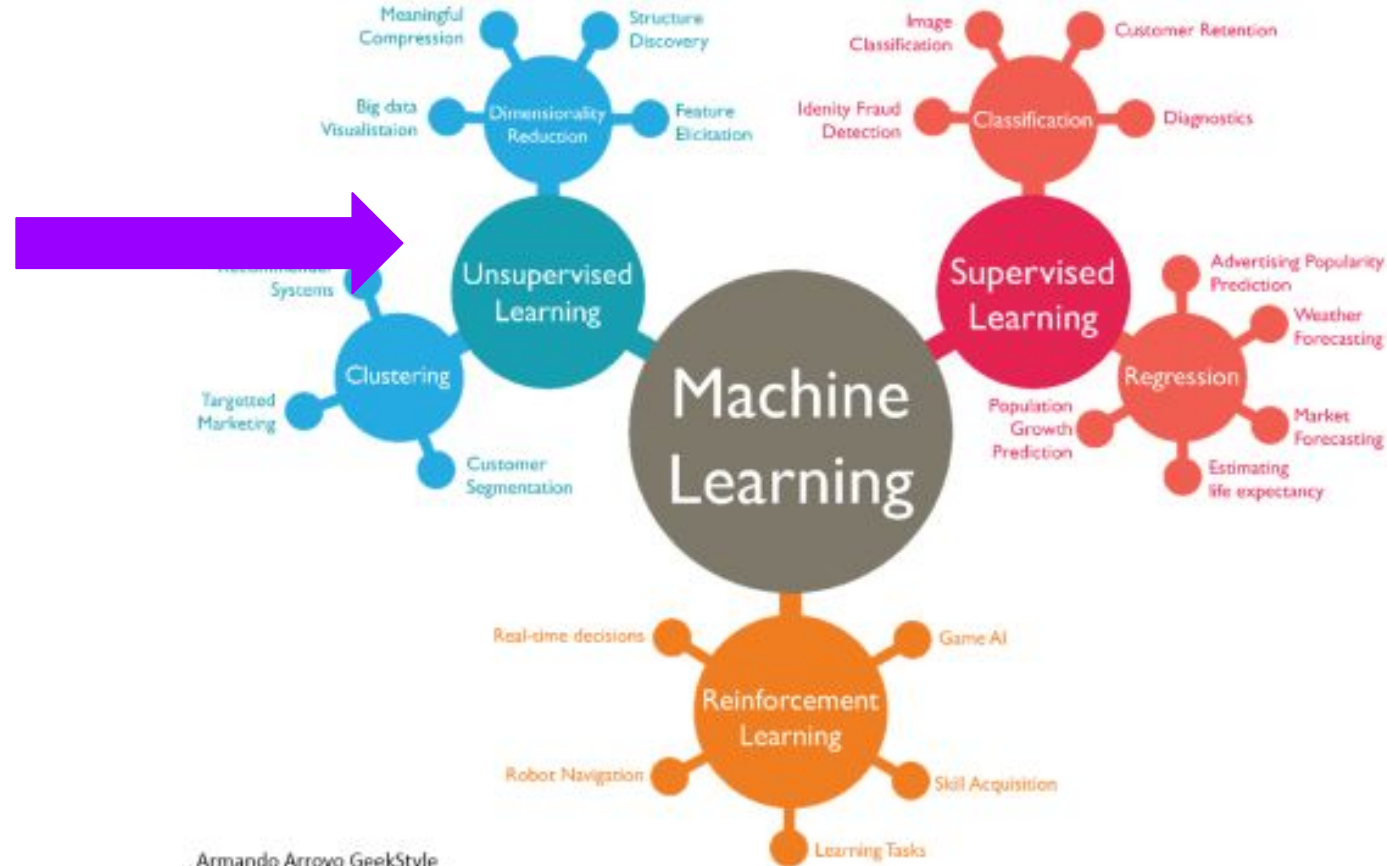 Meaningful
Compression
Structure
Discovery
Big data
Visualistaion
Dimensionality
Reduction
Feature
Elicitation
Image
Classification
Customer Retention
Idenity Fraud
Detection
Classification
Diagnostics
Systems
Unsupervised
Learning
Clustering
Targetted
Marketing
Customer
Segmentation
Machine
Learning
Supervised
Learning
Advertising Popularity
Prediction
Weather
Forecasting
Regression
Population
Growth
Prediction
Market
Forecasting
Estimating
life expectancy
Real-time decisions
Game AI
Reinforcement
Learning
Robot Navigation
Skill Acquisition
Learning Tasks
Armando Arroyo GeekStyle